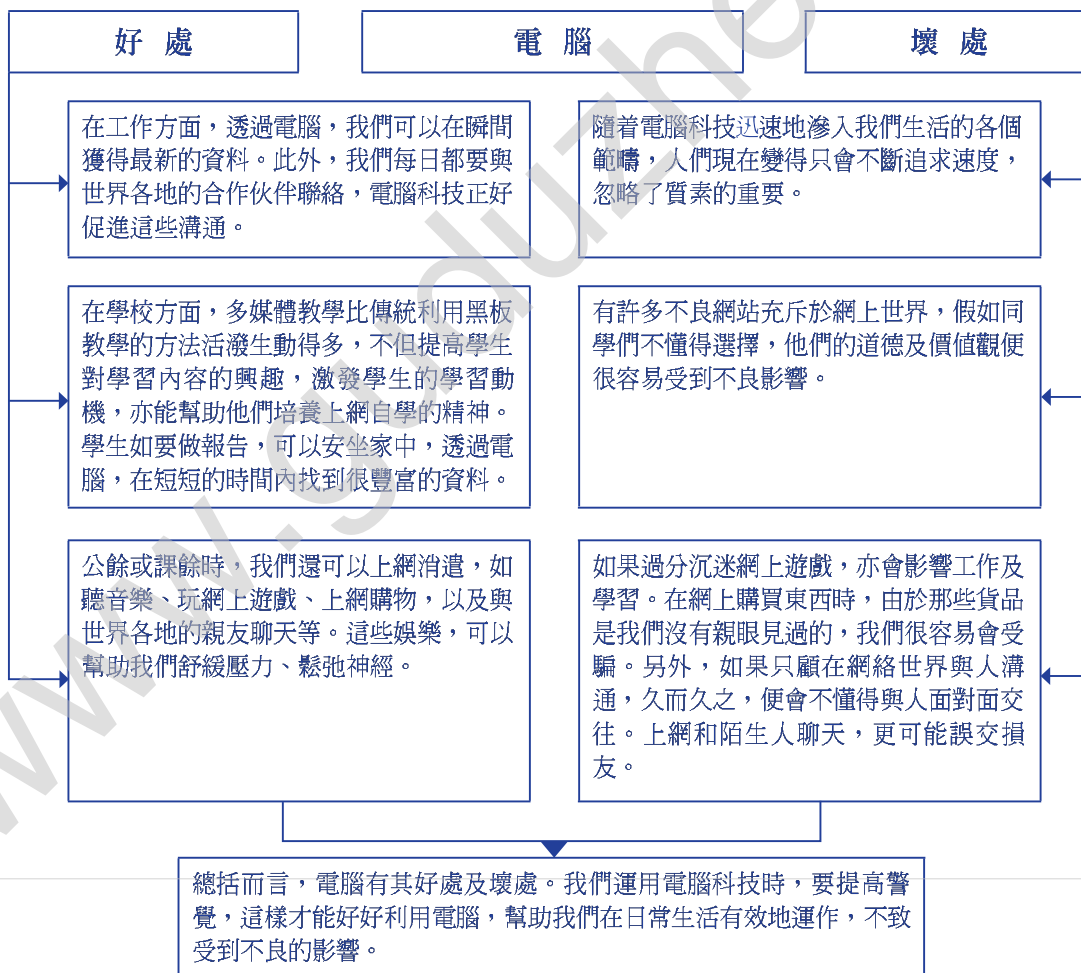 好處
電腦
壞處
在工作方面，透過電腦，我們可以在瞬間
獲得最新的資料。此外，我們每日都要與
世界各地的合作伙伴聯絡，電腦科技正好
促進這些溝通。
隨着電腦科技迅速地滲入我們生活的各個
範疇，人們現在變得只會不斷追求速度，
忽略了質素的重要。
在學校方面，多媒體教學比傳統利用黑板
教學的方法活潑生動得多，不但提高學生
對學習內容的興趣，激發學生的學習動
機，亦能幫助他們培養上網自學的精神。
學生如要做報告，可以安坐家中，透過電
腦，在短短的時間內找到很豐富的資料。
有許多不良網站充斥於網上世界，假如同
學們不懂得選擇，他們的道德及價值觀便
很容易受到不良影響。
公餘或課餘時，我們還可以上網消遣，如
聽音樂、玩網上遊戲、上網購物，以及與
世界各地的親友聊天等。這些娛樂，可以
幫助我們舒緩壓力、鬆弛神經。
如果過分沉迷網上遊戲，亦會影響工作及
學習。在網上購買東西時，由於那些貨品
是我們沒有親眼見過的，我們很容易會受
騙。另外，如果只顧在網絡世界與人溝
通，久而久之，便會不懂得與人面對面交
往。上網和陌生人聊天，更可能誤交損
友。
總括而言，電腦有其好處及壞處。我們運用電腦科技時，要提高警
覺，這樣才能好好利用電腦，幫助我們在日常生活有效地運作，不致
受到不良的影響。
www.guduzhe